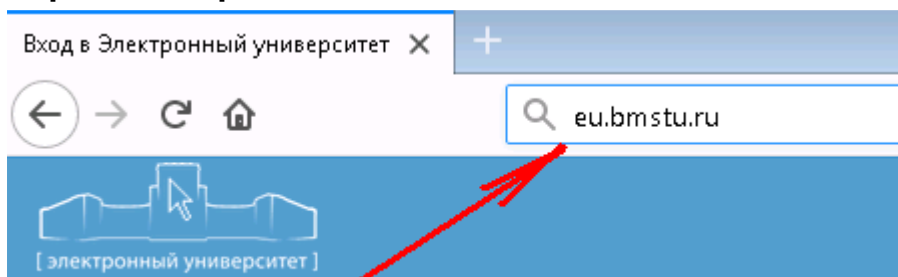 Вход в Электронный университет
eu.bmstu.ru
[ электронный университет ]